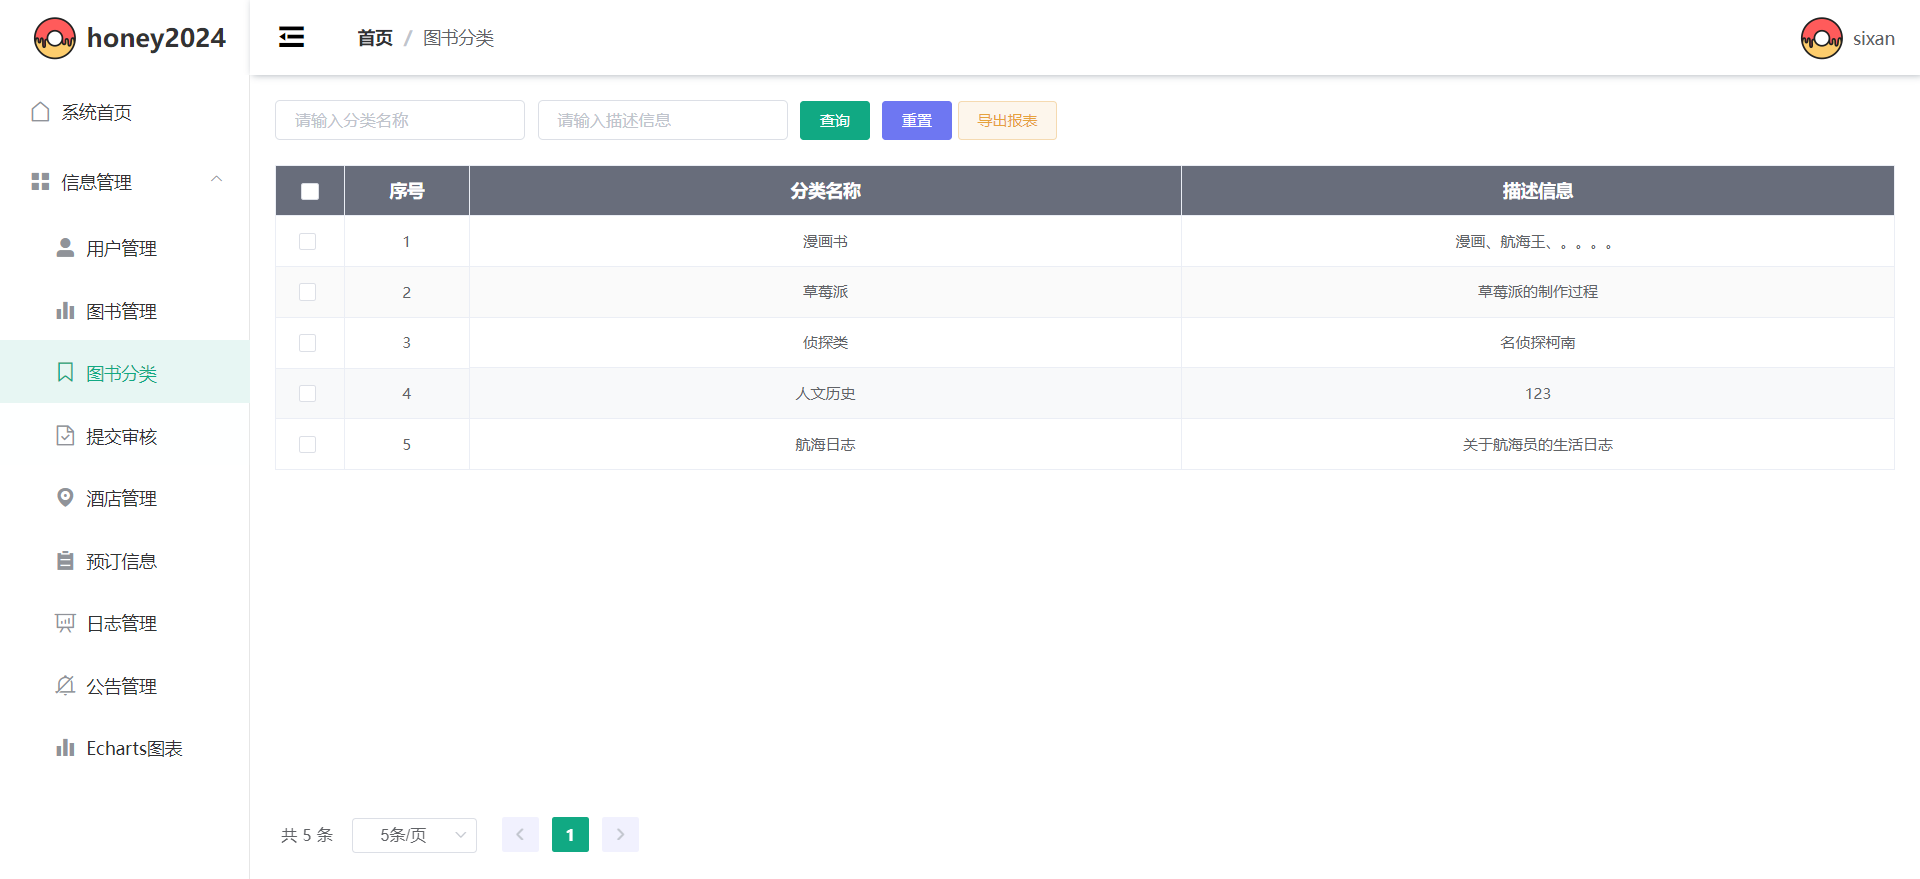 honey2024
首页 / 图书分类
sixan
系统首页
信息管理
用户管理
图书管理
图书分类
提交审核
酒店管理
预订信息
日志管理
公告管理
Echarts图表
请输入分类名称 请输入描述信息 查询 重置 导出报表
序号 分类名称 描述信息
1 漫画书 漫画、航海王、。。。。
2 草莓派 草莓派的制作过程
3 侦探类 名侦探柯南
4 人文历史 123
5 航海日志 关于航海员的生活日志
共 5 条 5条/页 1